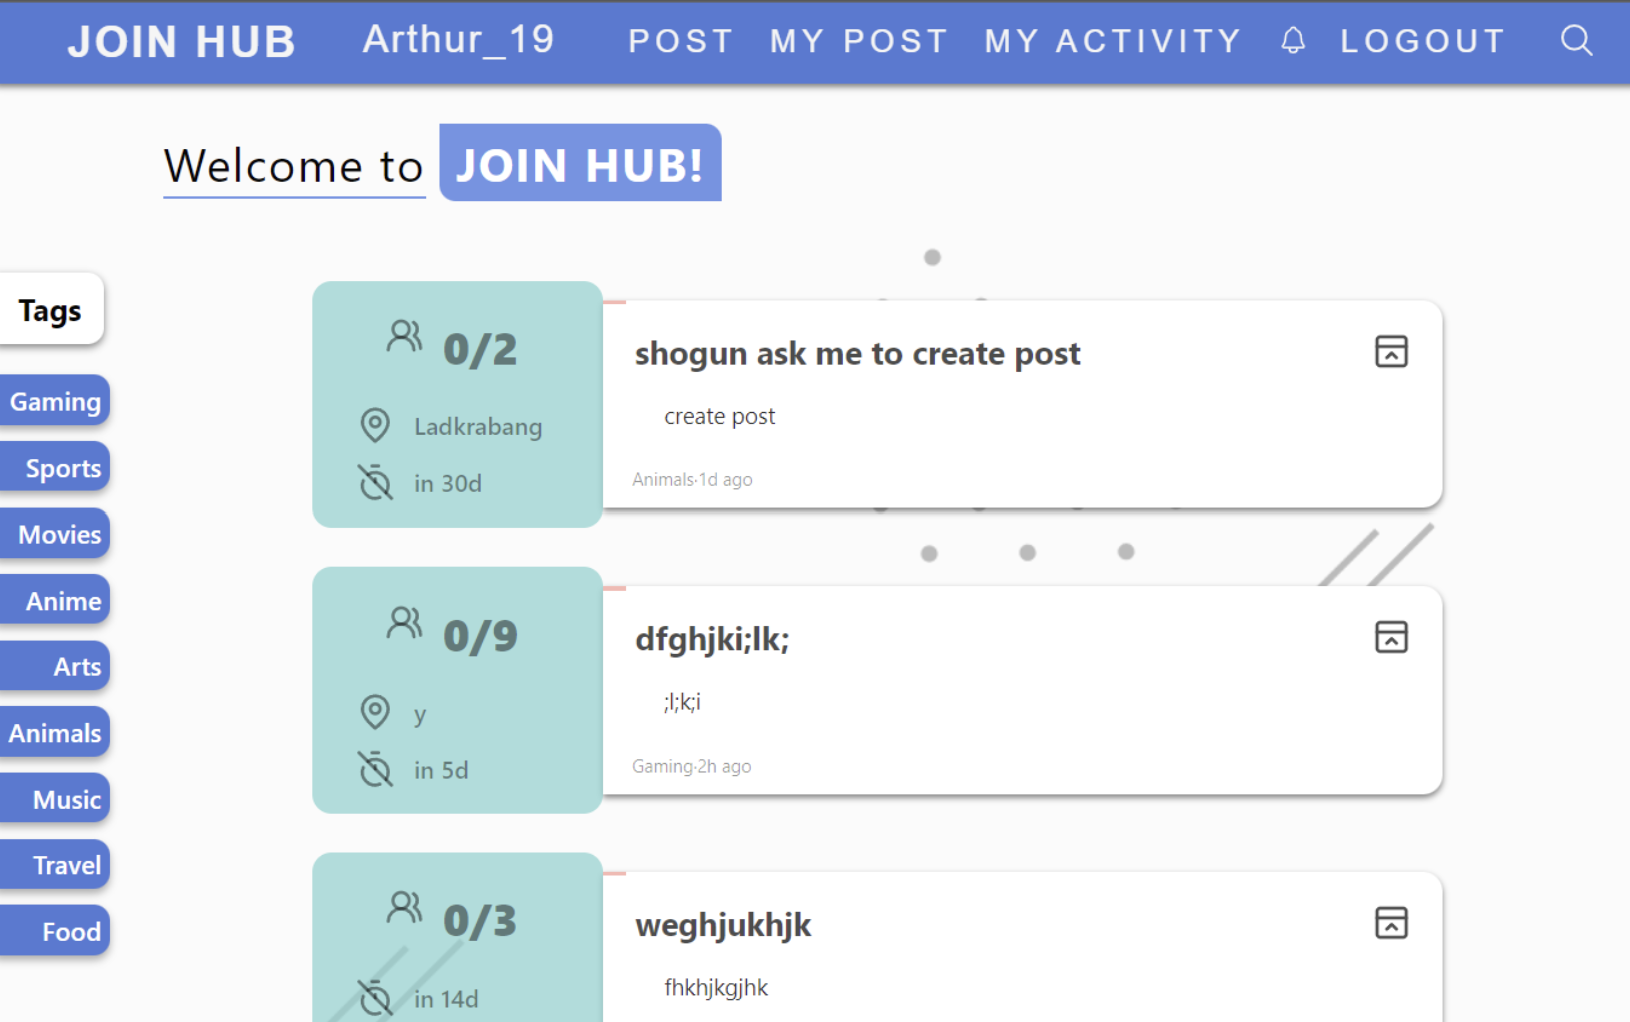 JOIN HUB Arthur_19 POST MY POST MY ACTIVITY LOGOUT
Welcome to JOIN HUB!
Tags
Gaming
Sports
Movies
Anime
Arts
Animals
Music
Travel
Food
0/2
Ladkrabang
in 30d
shogun ask me to create post
create post
Animals·1d ago
0/9
y
in 5d
dfghjki;lk;
;l;k;i
Gaming·2h ago
0/3
in 14d
weghjukhjk
fhkhjkgjhk